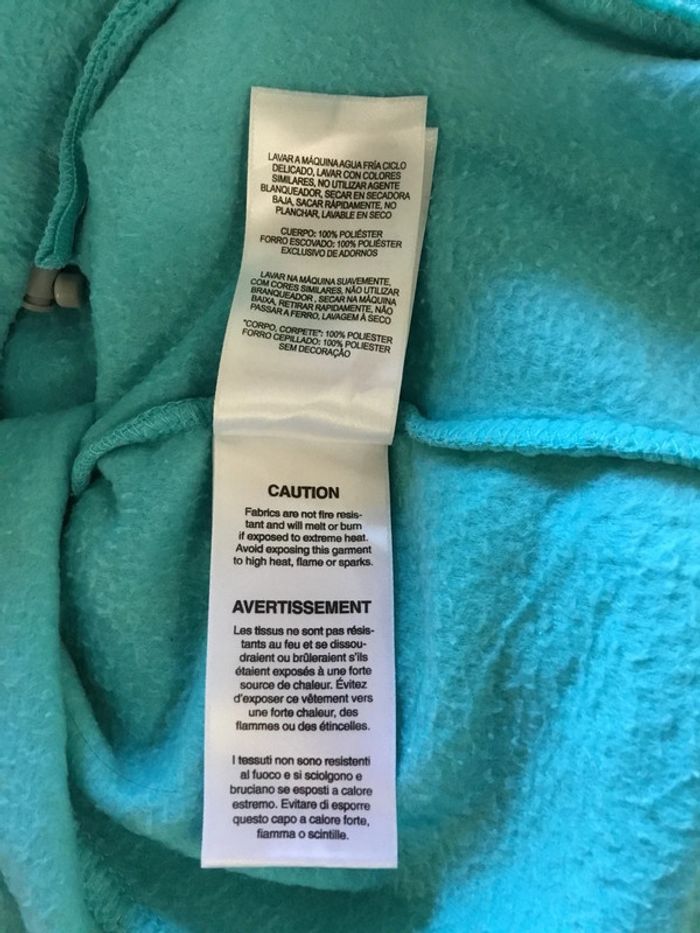 LAVAR A MÁQUINA AGUA FRÍA CICLO
DELICADO, LAVAR CON COLORES
SIMILARES, NO UTILIZAR AGENTE
BLANQUEADOR, SECAR EN SECADORA
BAJA, SACAR RÁPIDAMENTE, NO
PLANCHAR, LAVABLE EN SECO
CUERPO: 100% POLIÉSTER
FORRO ESCOVADO: 100% POLIÉSTER
EXCLUSIVO DE ADORNOS
LAVAR NA MÁQUINA SUAVEMENTE,
COM CORES SIMILARES, NÃO UTILIZAR
BRANQUEADOR, SECAR NA MÁQUINA
BAIXA, RETIRAR RAPIDAMENTE, NÃO
PASSAR A FERRO, LAVAGEM À SECO
"CORPO, CORPETE": 100% POLIESTER
FORRO CEPILLADO: 100% POLIESTER
SEM DECORAÇÃO
CAUTION
Fabrics are not fire resis-
tant and will melt or burn
if exposed to extreme heat.
Avoid exposing this garment
to high heat, flame or sparks.
AVERTISSEMENT
Les tissus ne sont pas résis-
tants au feu et se dissou-
draient ou brûleraient s'ils
étaient exposés à une forte
source de chaleur. Évitez
d'exposer ce vêtement vers
une forte chaleur, des
flammes ou des étincelles.
I tessuti non sono resistenti
al fuoco e si sciolgono e
bruciano se esposti a calore
estremo. Evitare di esporre
questo capo a calore forte,
fiamma o scintille.